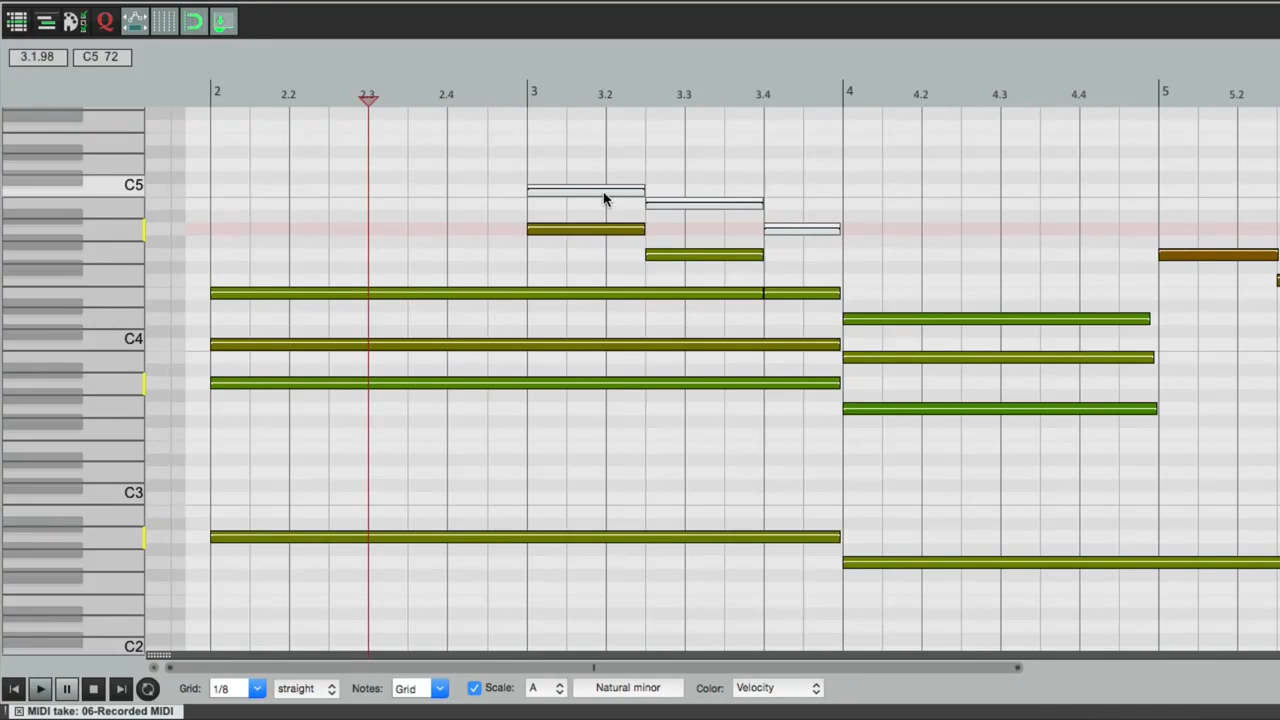 Q
3.1.98 C5 72
2 2.2 2.3 2.4 3 3.2 3.3 3.4 4 4.2 4.3 4.4 5 5.2
C5
C4
C3
C2
Grid: 1/8 straight Notes: Grid Scale: A Natural minor Color: Velocity
MIDI take: 06-Recorded MIDI